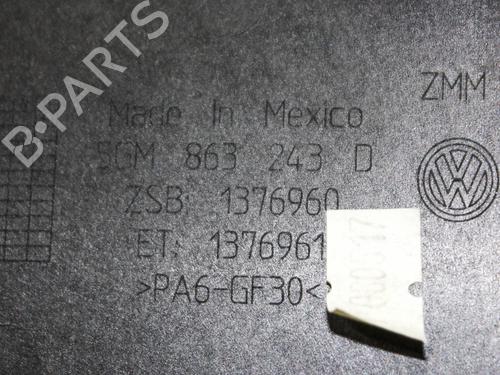 B·PARTS
Made In Mexico
ZMM
5GM 863 243 D
ZSB: 1376960
ET: 1376961
>PA6-GF30<